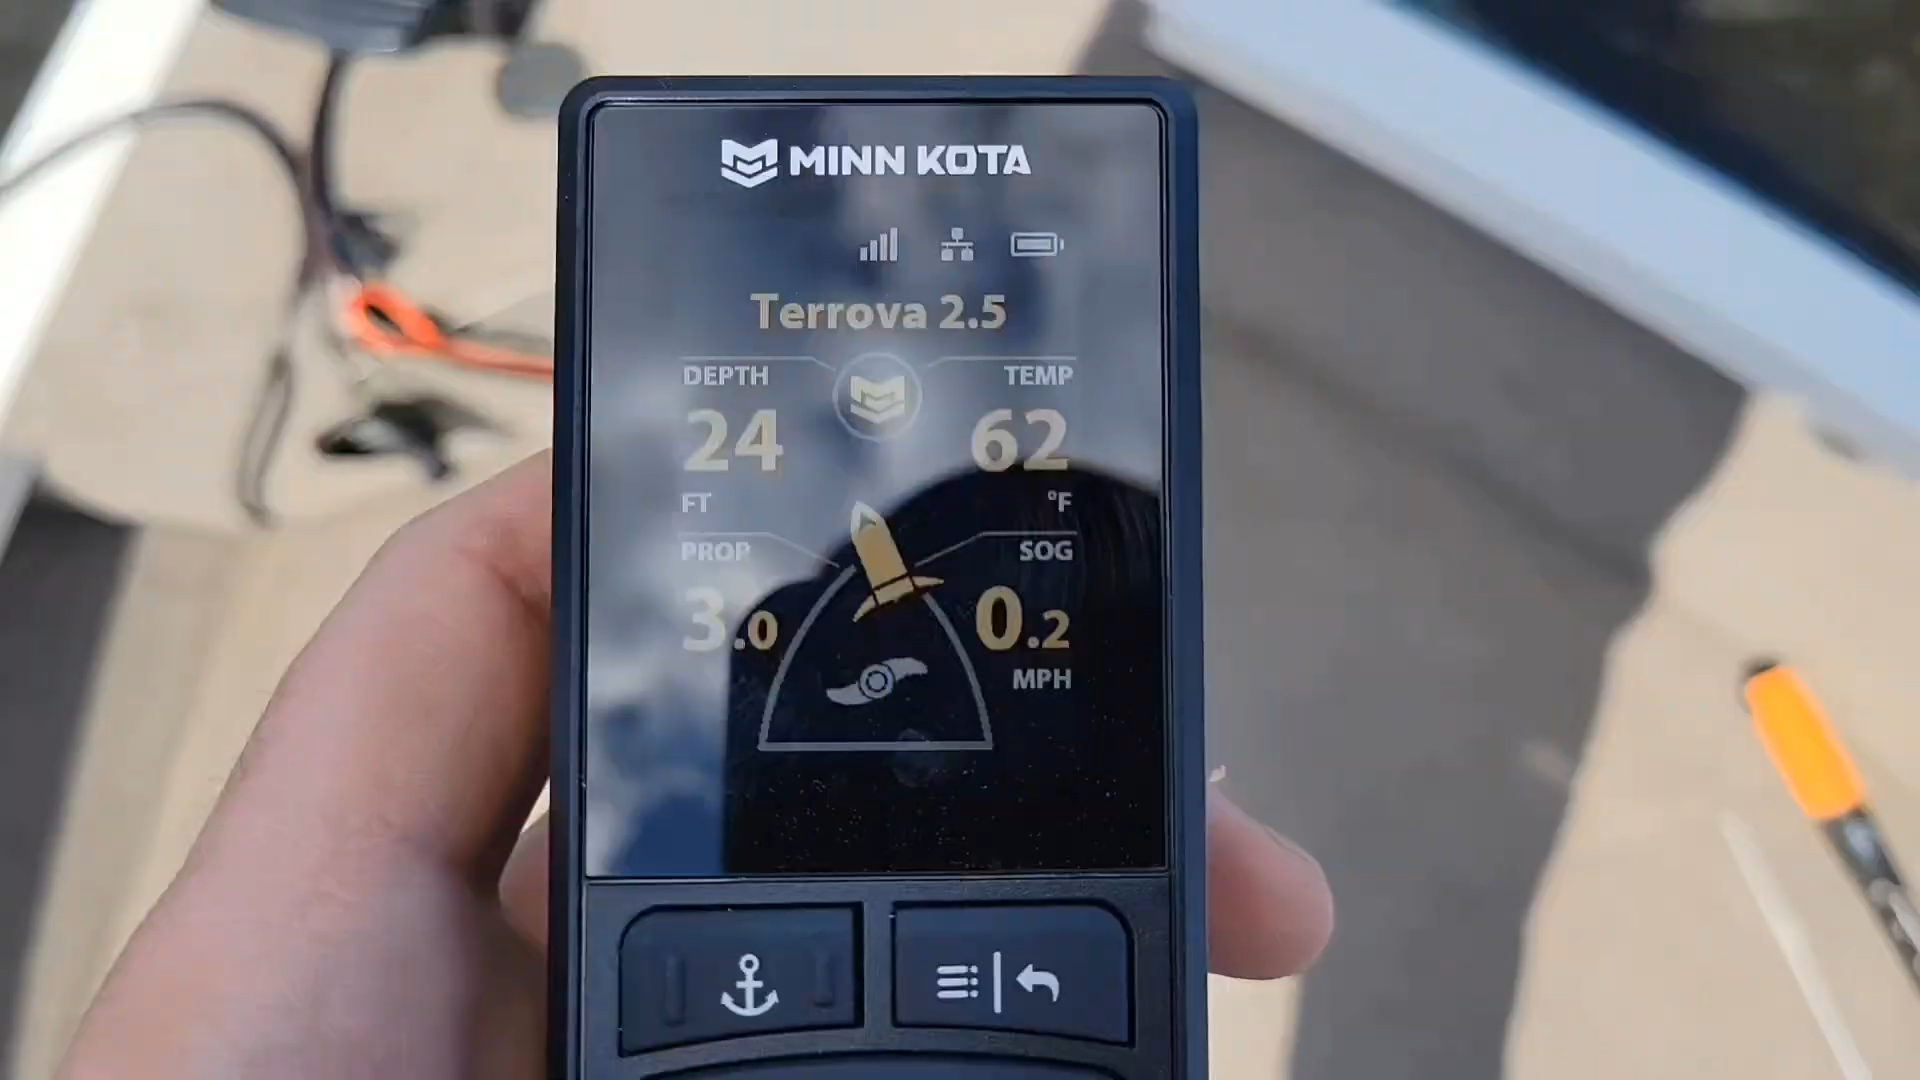 MINN KOTA
Terrova 2.5
DEPTH
24
FT
TEMP
62
°F
PROP
3.0
SOG
0.2
MPH